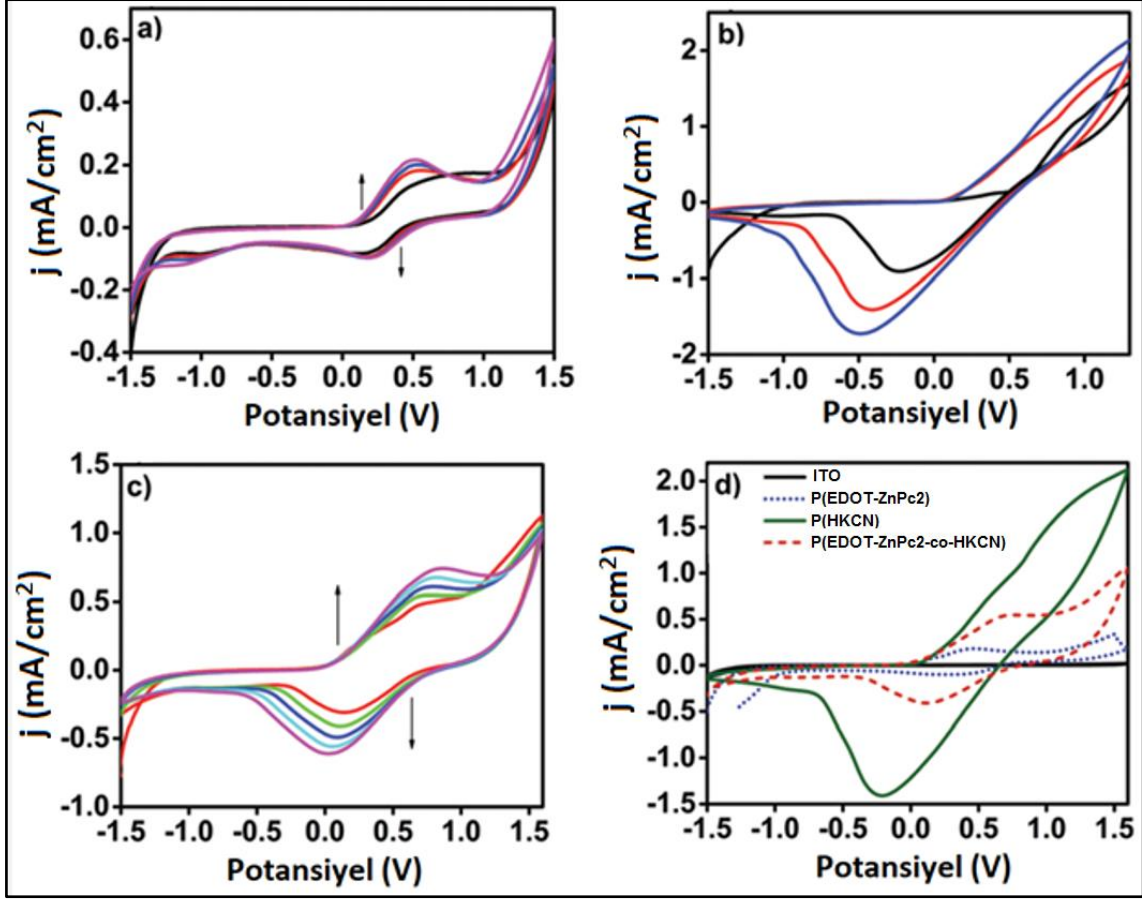 a)
0.6
0.4
0.2
0.0
-0.2
-0.4
j (mA/cm²)
-1.5 -1.0 -0.5 0.0 0.5 1.0 1.5
Potansiyel (V)
b)
2
1
0
-1
-2
j (mA/cm²)
-1.5 -1.0 -0.5 0.0 0.5 1.0
Potansiyel (V)
c)
1.5
1.0
0.5
0.0
-0.5
-1.0
j (mA/cm²)
-1.5 -1.0 -0.5 0.0 0.5 1.0 1.5
Potansiyel (V)
d)
ITO
P(EDOT-ZnPc2)
P(HKCN)
P(EDOT-ZnPc2-co-HKCN)
2.0
1.5
1.0
0.5
0.0
-0.5
-1.0
-1.5
j (mA/cm²)
-1.5 -1.0 -0.5 0.0 0.5 1.0 1.5
Potansiyel (V)